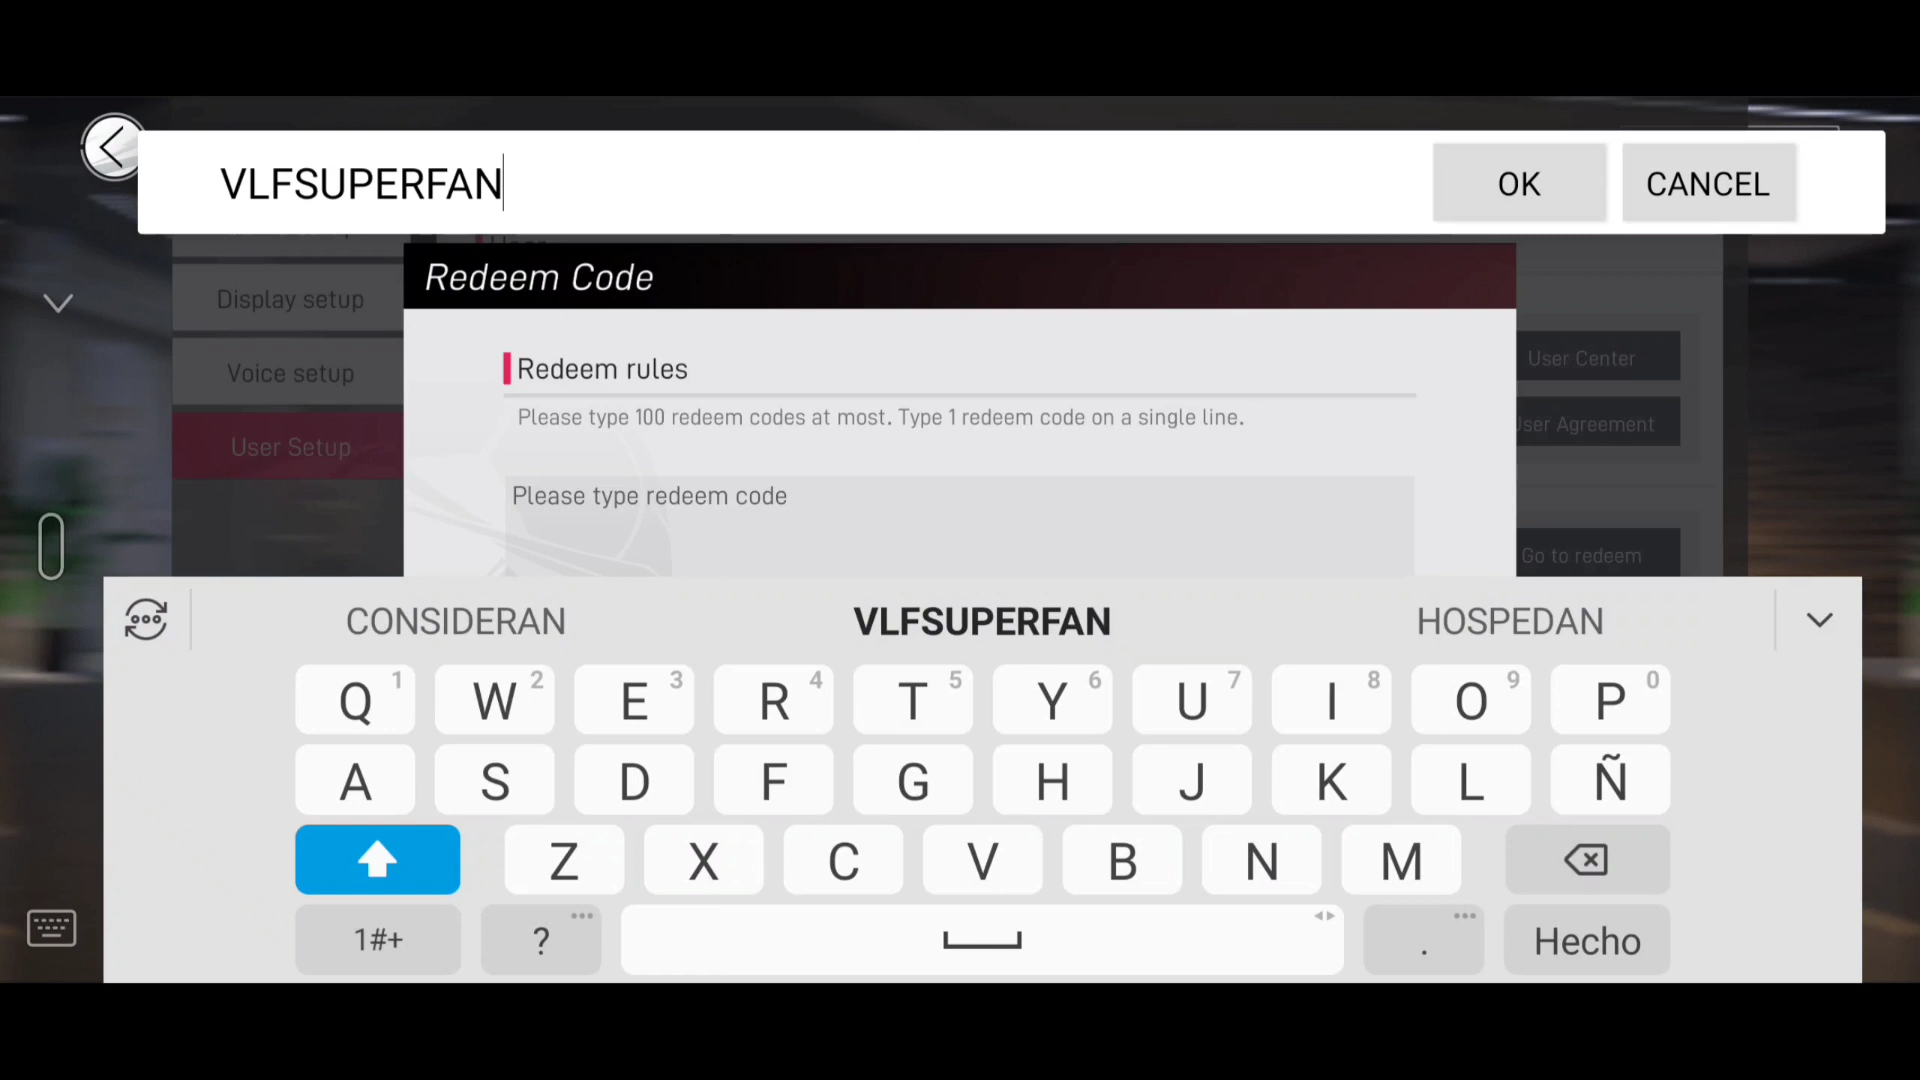 VLFSUPERFAN
OK
CANCEL
Redeem Code
Display setup
Voice setup
User Setup
Redeem rules
Please type 100 redeem codes at most. Type 1 redeem code on a single line.
Please type redeem code
User Center
User Agreement
Go to redeem
CONSIDERAN VLFSUPERFAN HOSPEDAN
Q 1 W 2 E 3 R 4 T 5 Y 6 U 7 I 8 O 9 P 0
A S D F G H J K L Ñ
Z X C V B N M
1#+ ? . Hecho